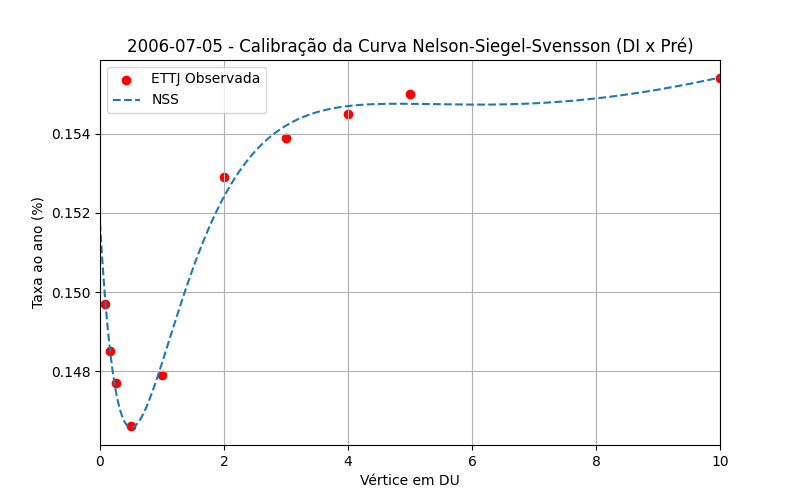 2006-07-05 - Calibração da Curva Nelson-Siegel-Svensson (DI x Pré)
ETTJ Observada
NSS
Taxa ao ano (%)
0.154
0.152
0.150
0.148
0 2 4 6 8 10
Vértice em DU